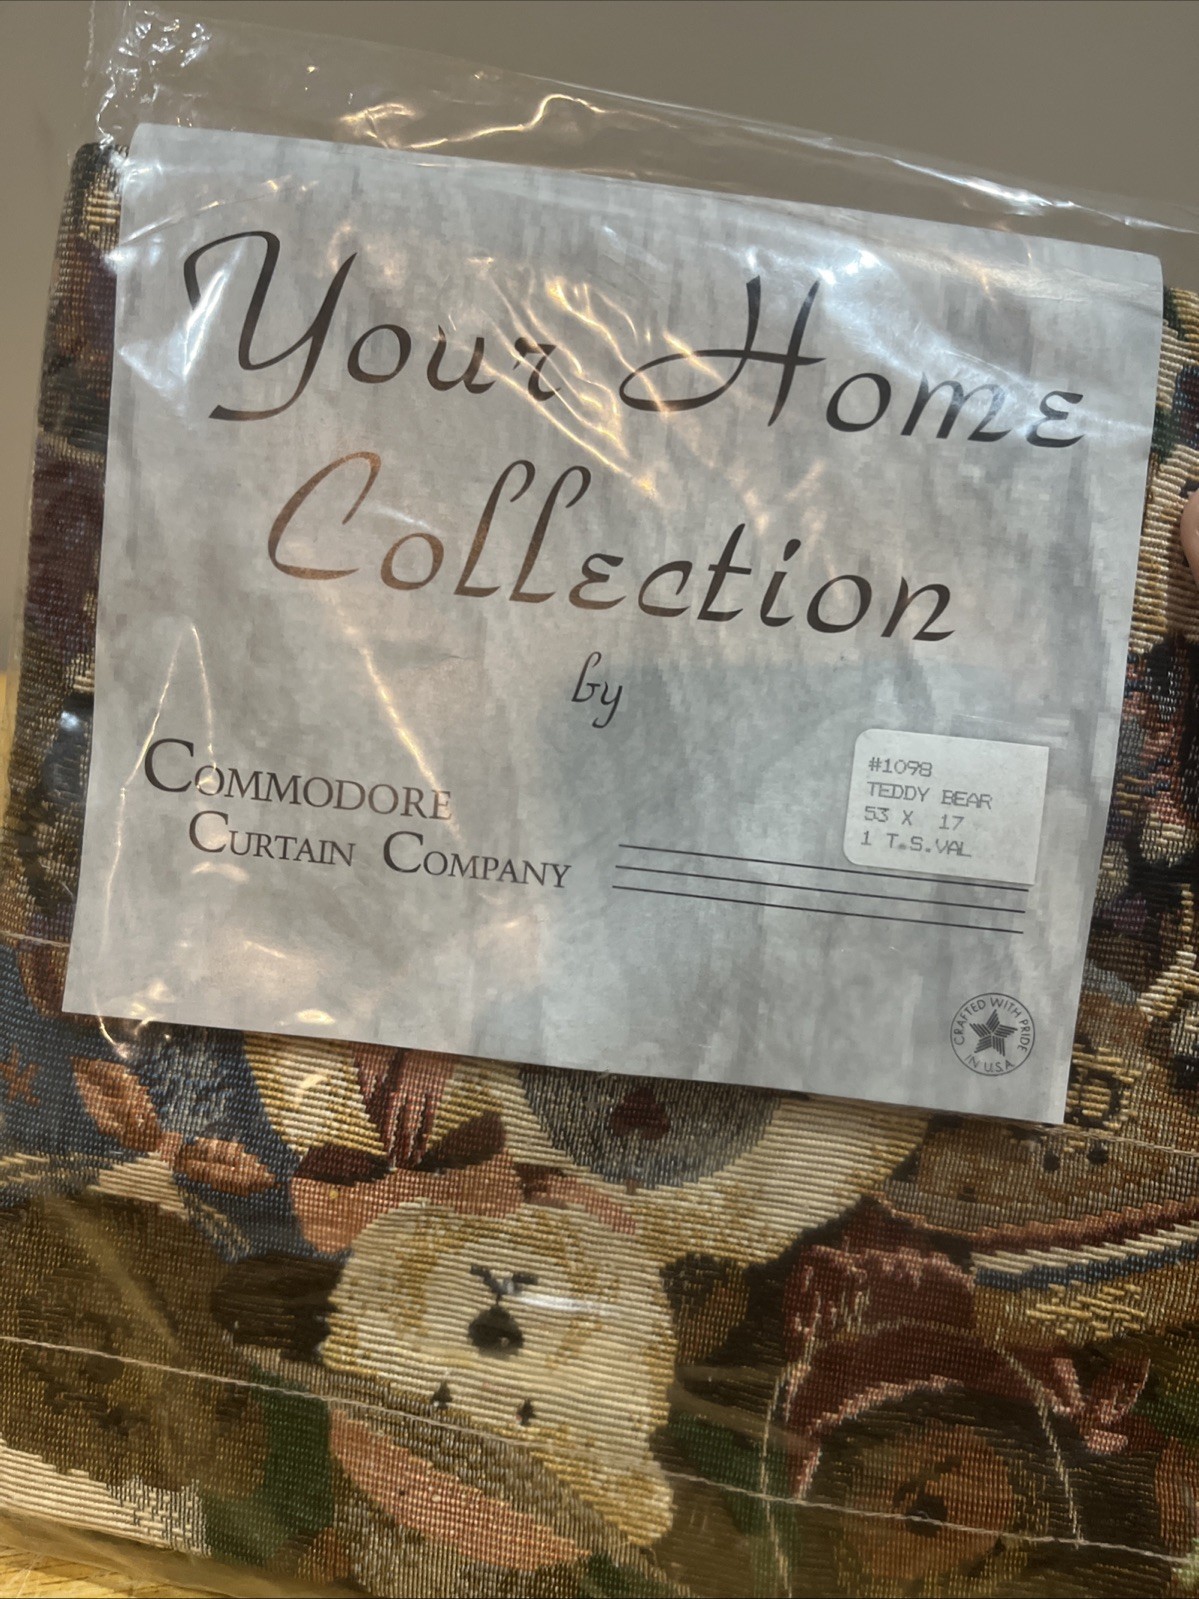 Your Home
Collection
by
COMMODORE
CURTAIN COMPANY
#1098
TEDDY BEAR
53 X 17
1 T.S.VAL
CRAFTED WITH PRIDE
IN U.S.A.